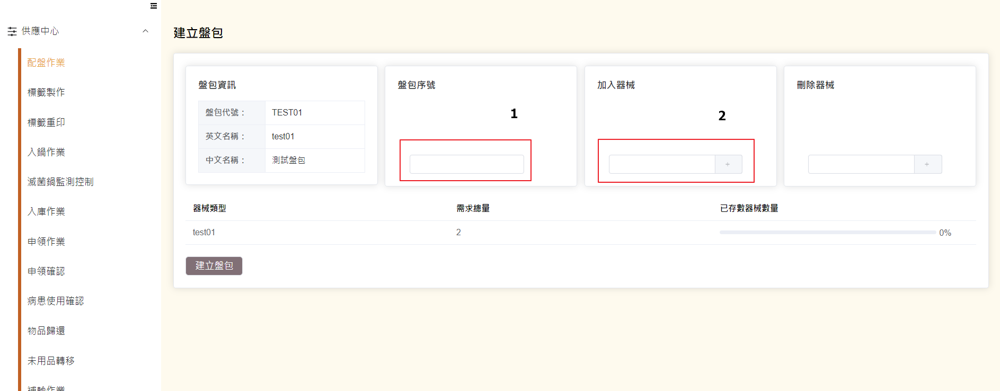 供應中心
配盤作業
標籤製作
標籤重印
入鍋作業
滅菌鍋監測控制
入庫作業
申領作業
申領確認
病患使用確認
物品歸還
未用品轉移
補輸作業
建立盤包
盤包資訊
盤包代號： TEST01
英文名稱： test01
中文名稱： 測試盤包
盤包序號
1
加入器械
2
+
刪除器械
+
器械類型 需求總量 已存數器械數量
test01 2 0%
建立盤包